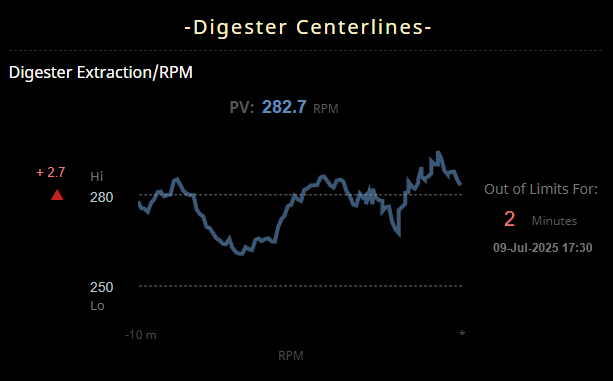 -Digester Centerlines-
Digester Extraction/RPM
PV: 282.7 RPM
+ 2.7
Hi
280
Out of Limits For:
2 Minutes
09-Jul-2025 17:30
250
Lo
-10 m
*
RPM